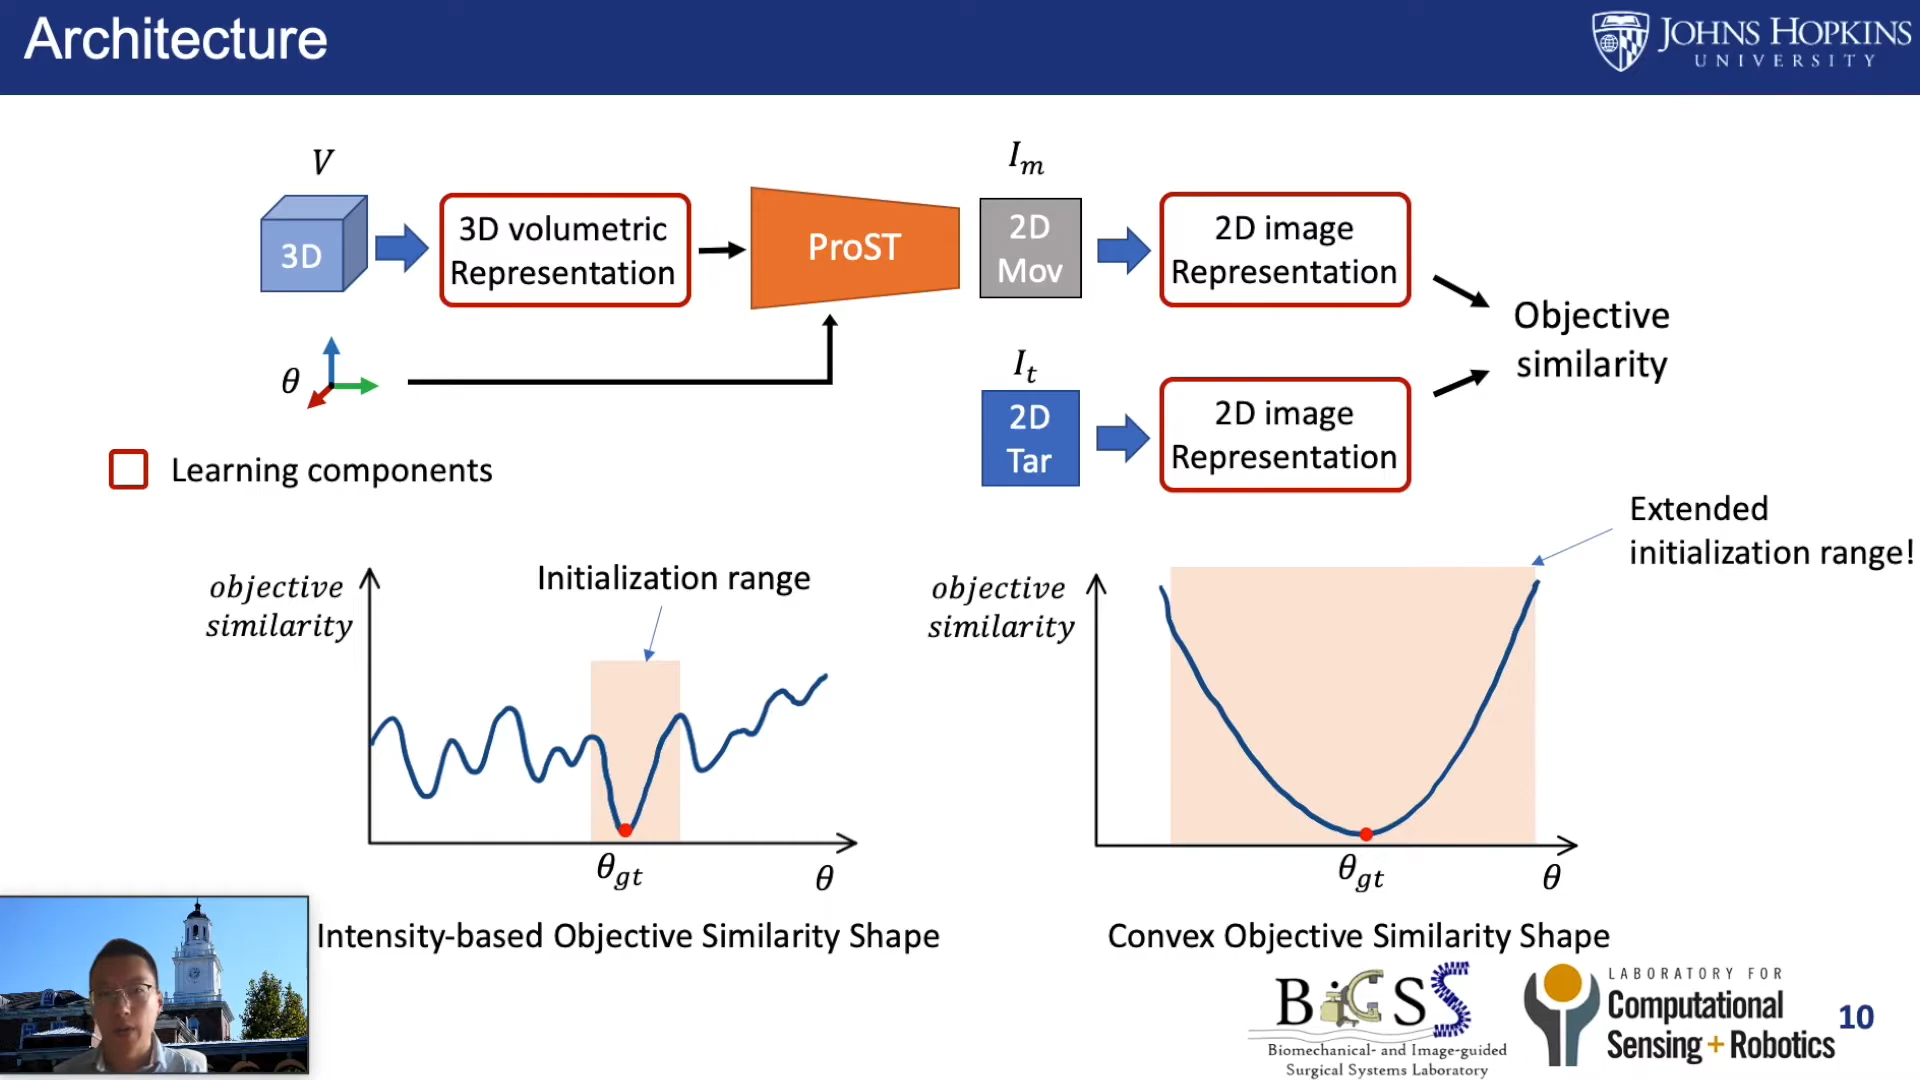 Architecture
JOHNS HOPKINS
UNIVERSITY
V
3D
3D volumetric
Representation
ProST
I_m
2D
Mov
2D image
Representation
Objective
similarity
θ
I_t
2D
Tar
2D image
Representation
Learning components
objective
similarity
Initialization range
θ_gt
θ
Intensity-based Objective Similarity Shape
objective
similarity
Extended
initialization range!
θ_gt
θ
Convex Objective Similarity Shape
BIGSS
Biomechanical- and Image-guided
Surgical Systems Laboratory
LABORATORY FOR
Computational
Sensing + Robotics
10